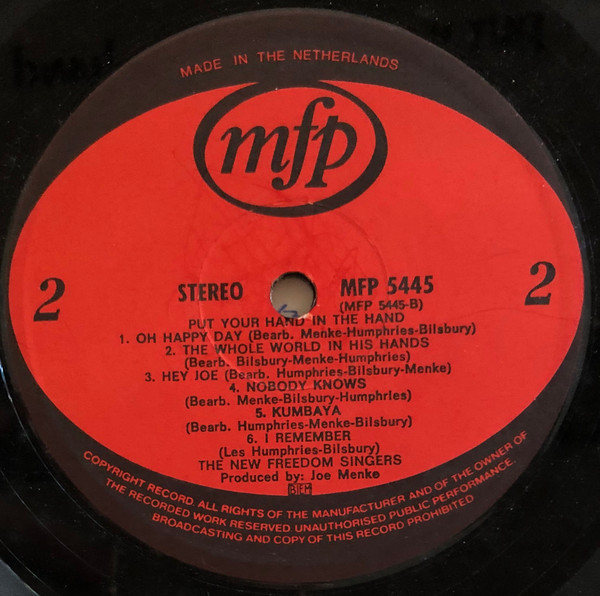 MADE IN THE NETHERLANDS
mfp
2
STEREO
MFP 5445
2
(MFP 5445-B)
PUT YOUR HAND IN THE HAND
1. OH HAPPY DAY (Bearb. Menke-Humphries-Bilsbury)
2. THE WHOLE WORLD IN HIS HANDS
(Bearb. Bilsbury-Menke-Humphries)
3. HEY JOE (Bearb. Humphries-Bilsbury-Menke)
4. NOBODY KNOWS
(Bearb. Menke-Bilsbury-Humphries)
5. KUMBAYA
(Bearb. Humphries-Menke-Bilsbury)
6. I REMEMBER
(Les Humphries-Bilsbury)
THE NEW FREEDOM SINGERS
Produced by: Joe Menke
BIEM
COPYRIGHT RECORD ALL RIGHTS OF THE MANUFACTURER AND OF THE OWNER OF
THE RECORDED WORK RESERVED UNAUTHORISED PUBLIC PERFORMANCE.
BROADCASTING AND COPY OF THIS RECORD PROHIBITED